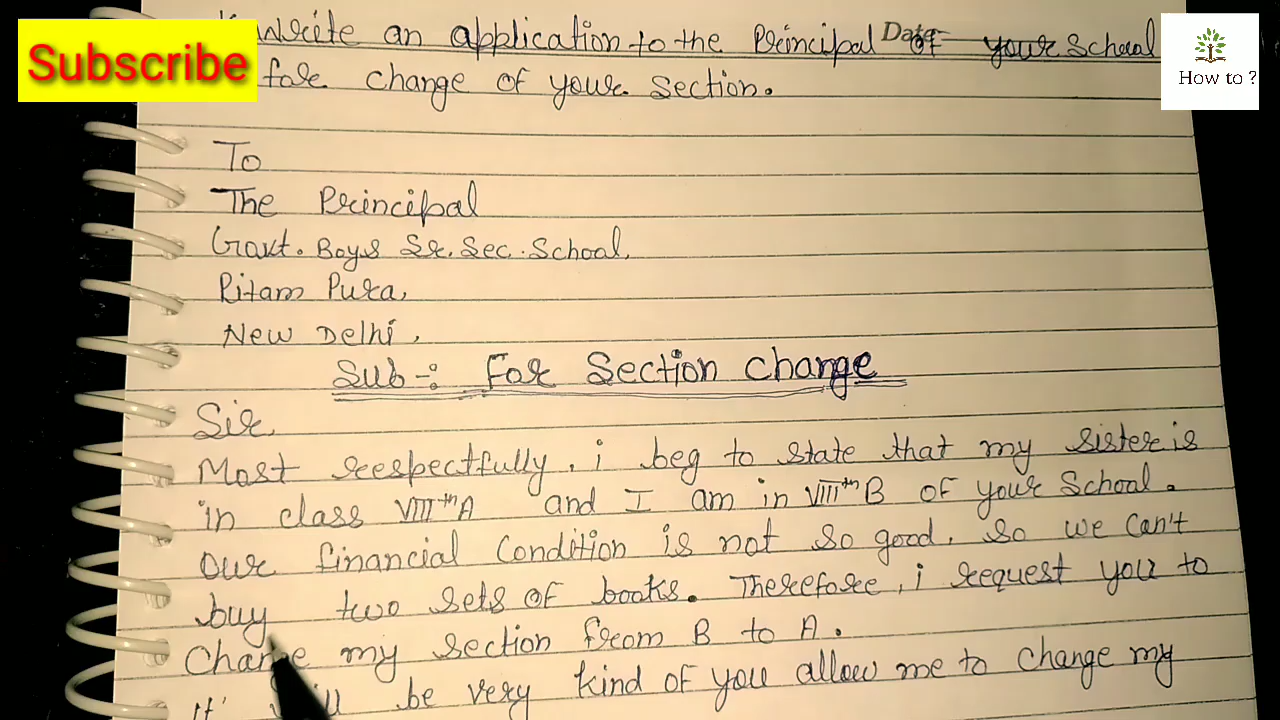 Subscribe
Write an application to the Principal of your School
Date
How to ?
for change of your section.
To
The Principal
Govt. Boys Sr. Sec. School,
Pitam Pura,
New Delhi,
Sub-: For Section Change
Sir,
Most respectfully, i beg to state that my sister is
in class VIIIth A and I am in VIIIth B of your School.
Our financial Condition is not so good. So we can't
buy two sets of books. Therefore, i request you to
Change my section from B to A.
It will be very kind of you allow me to change my